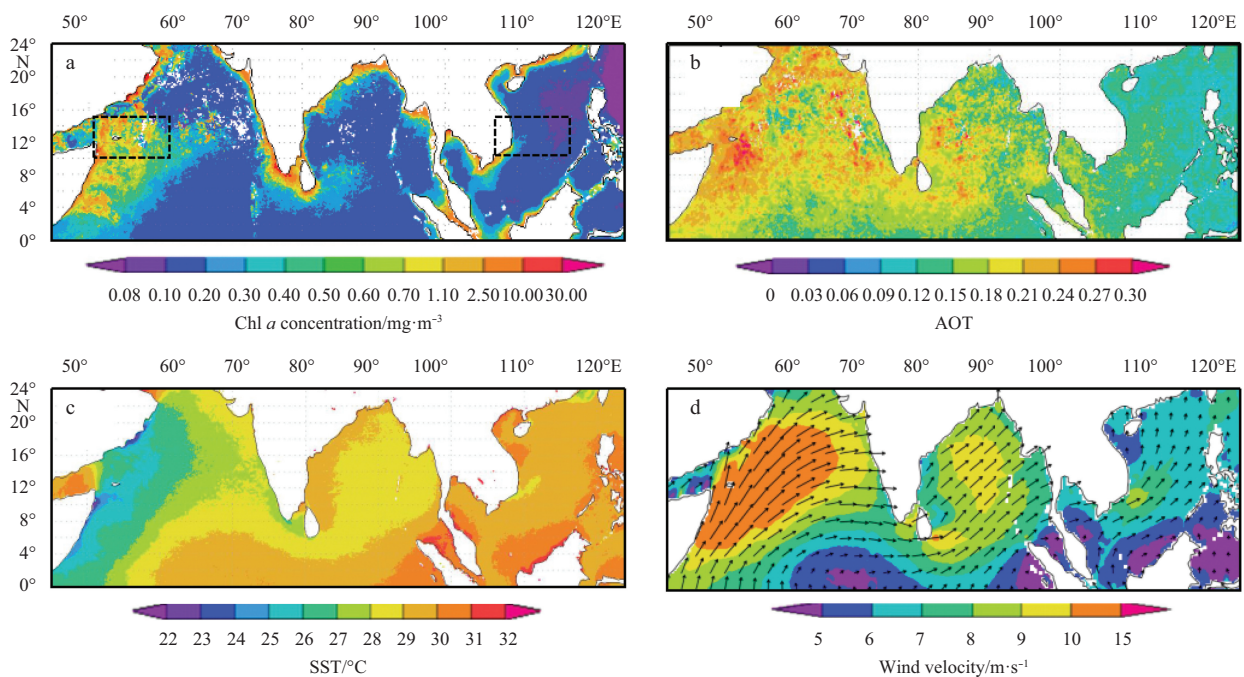 50° 60° 70° 80° 90° 100° 110° 120°E
24°
N
20°
16°
12°
8°
4°
0°
a
0.08 0.10 0.20 0.30 0.40 0.50 0.60 0.70 1.10 2.50 10.00 30.00
Chl a concentration/mg·m⁻³
50° 60° 70° 80° 90° 100° 110° 120°E
b
0 0.03 0.06 0.09 0.12 0.15 0.18 0.21 0.24 0.27 0.30
AOT
50° 60° 70° 80° 90° 100° 110° 120°E
24°
N
20°
16°
12°
8°
4°
0°
c
22 23 24 25 26 27 28 29 30 31 32
SST/°C
50° 60° 70° 80° 90° 100° 110° 120°E
d
5 6 7 8 9 10 15
Wind velocity/m·s⁻¹